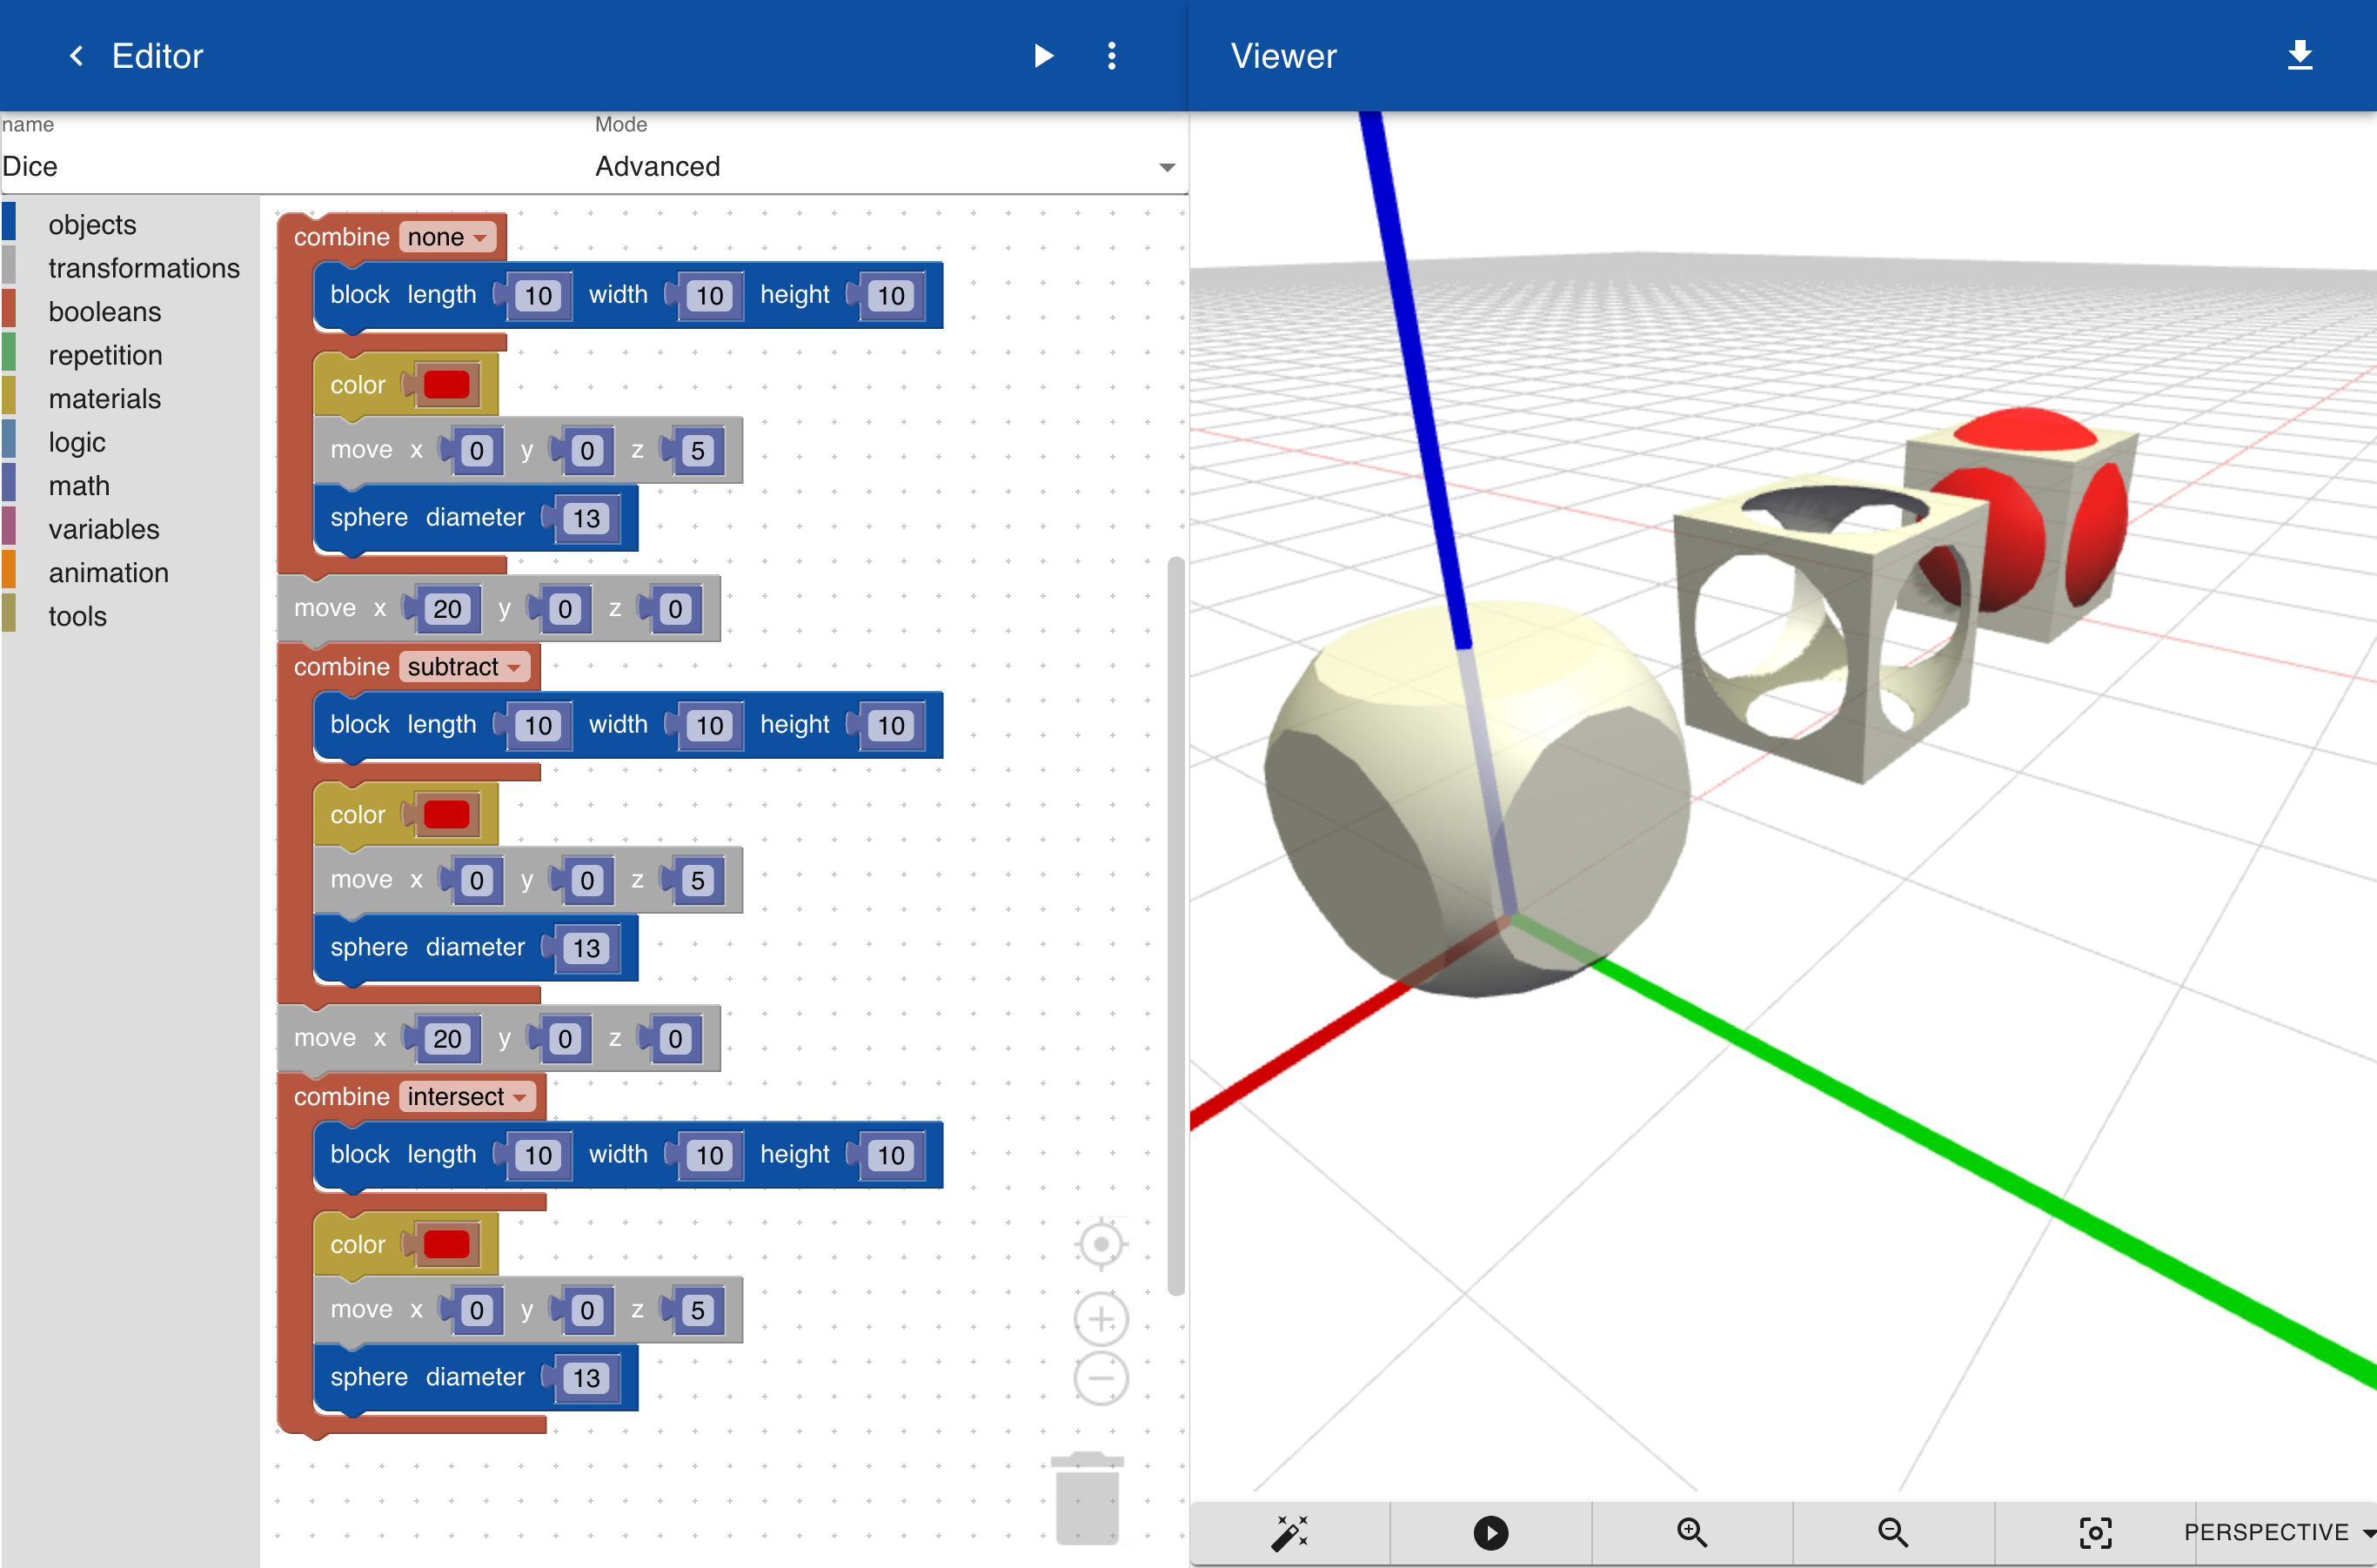 Editor
Viewer
name
Mode
Dice
Advanced
objects
transformations
booleans
repetition
materials
logic
math
variables
animation
tools
combine none
block length 10 width 10 height 10
color
move x 0 y 0 z 5
sphere diameter 13
move x 20 y 0 z 0
combine subtract
block length 10 width 10 height 10
color
move x 0 y 0 z 5
sphere diameter 13
move x 20 y 0 z 0
combine intersect
block length 10 width 10 height 10
color
move x 0 y 0 z 5
sphere diameter 13
PERSPECTIVE